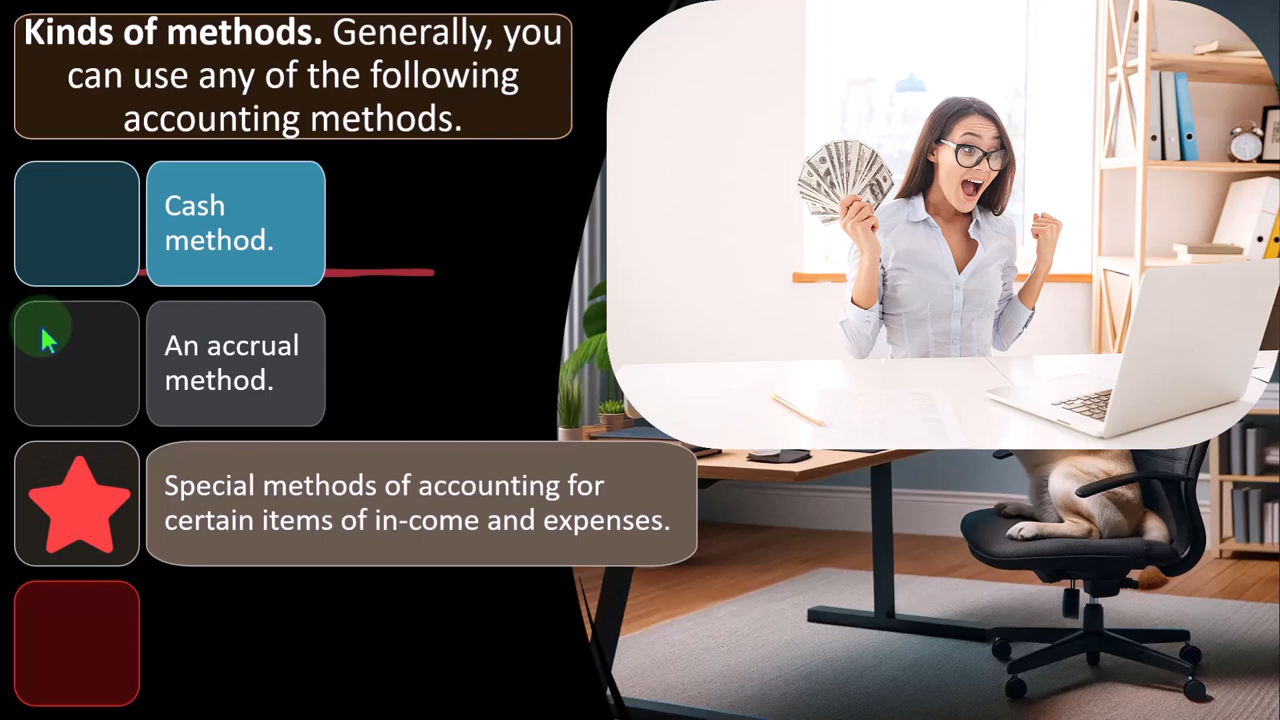 Kinds of methods. Generally, you
can use any of the following
accounting methods.
Cash
method.
An accrual
method.
Special methods of accounting for
certain items of in-come and expenses.